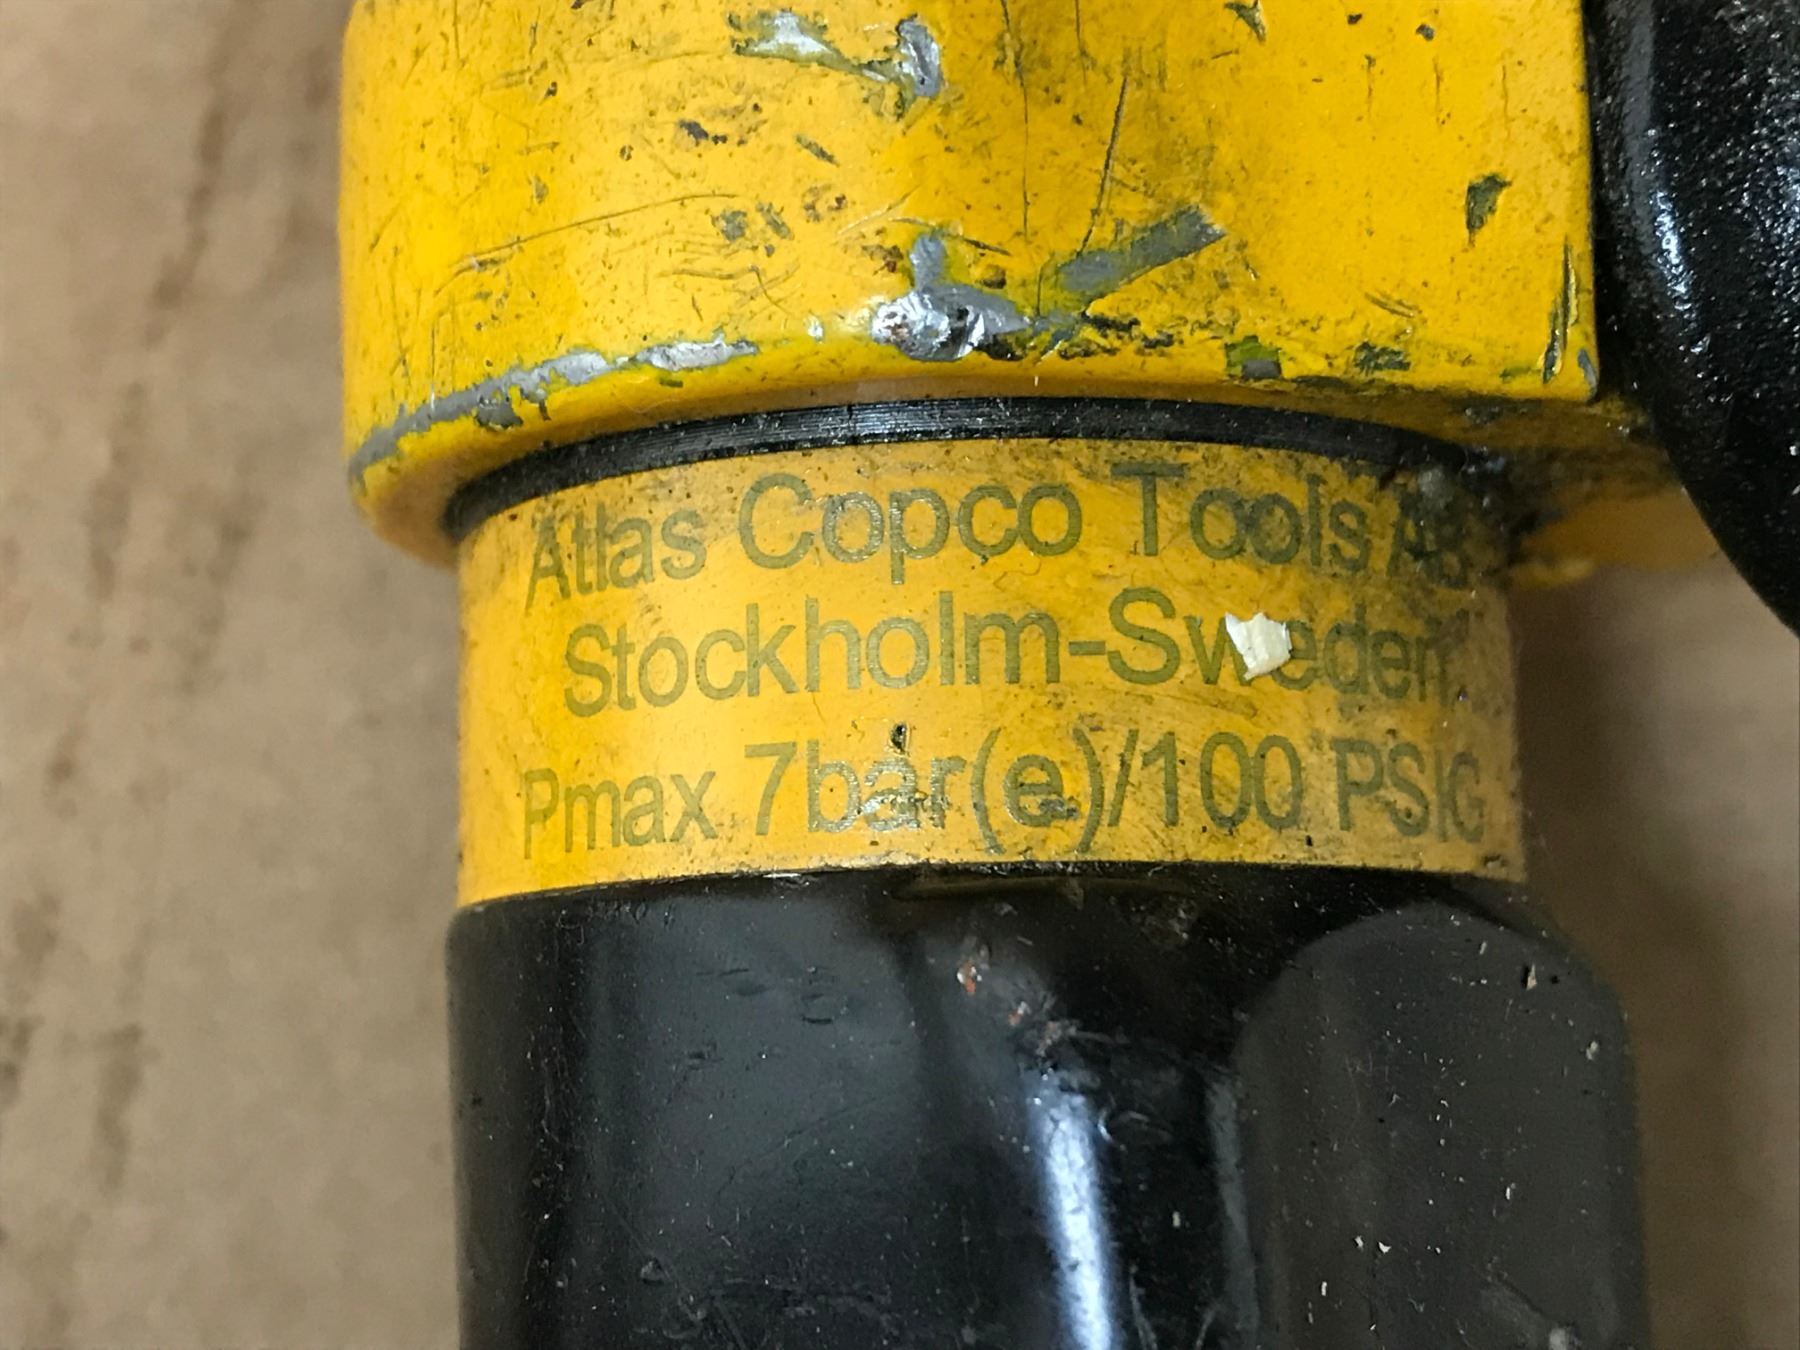 Atlas Copco Tools AB
Stockholm-Sweden
Pmax 7bar(e)/100 PSIG